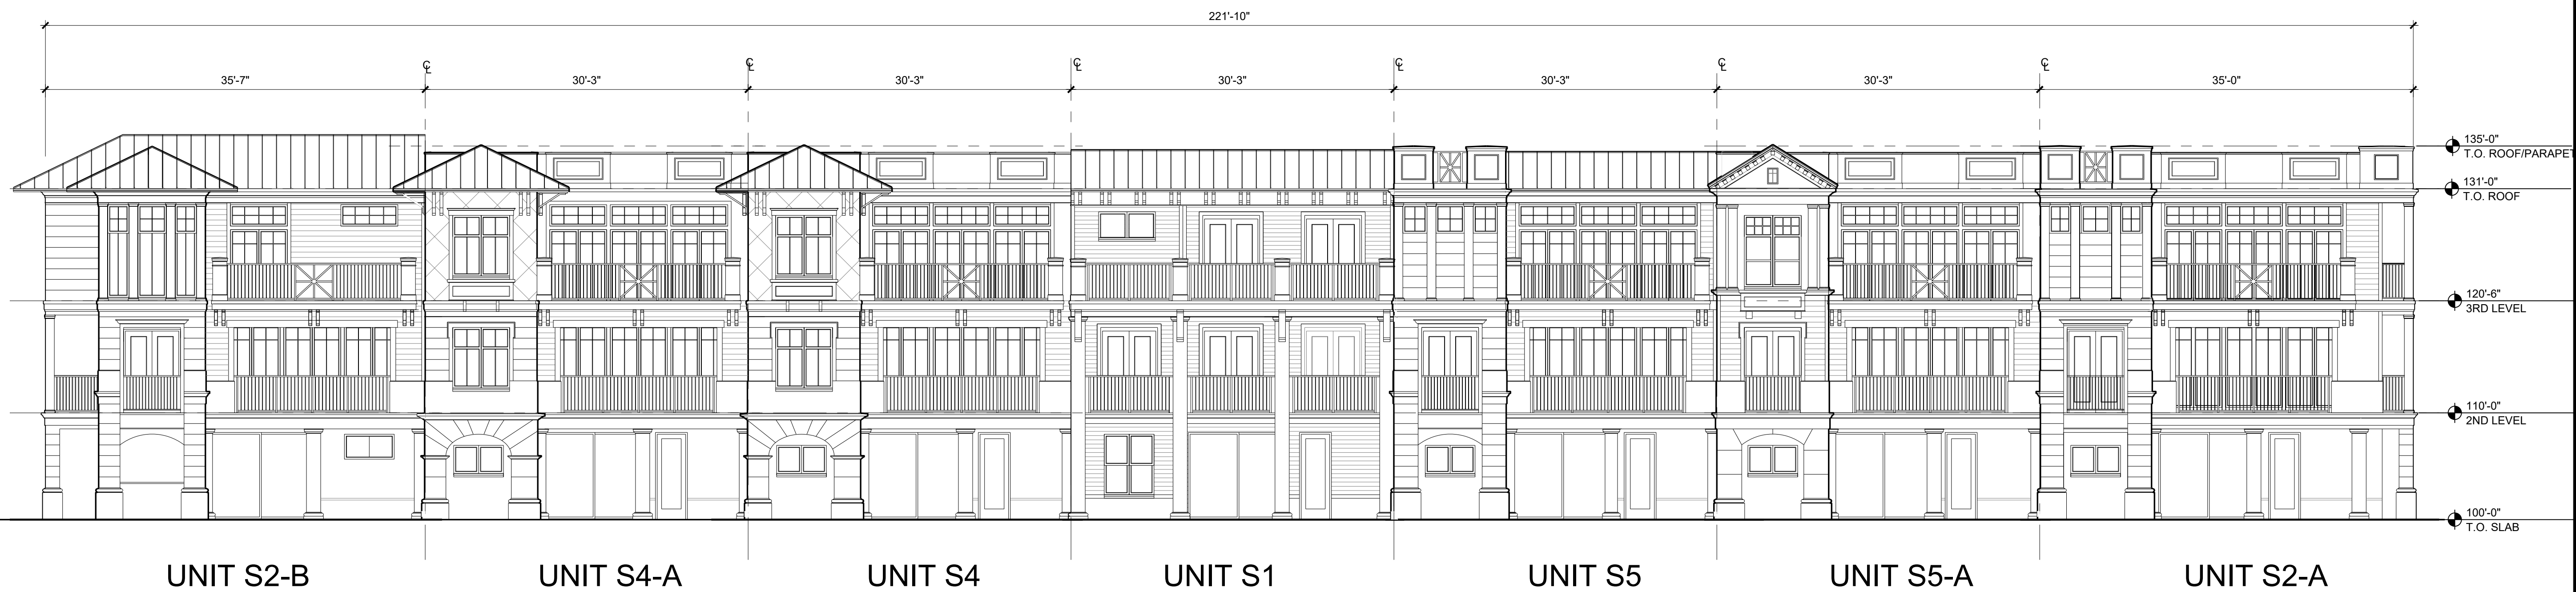 221'-10"
35'-7"
℄
30'-3"
℄
30'-3"
℄
30'-3"
℄
30'-3"
℄
30'-3"
℄
35'-0"
135'-0"
T.O. ROOF/PARAPET
131'-0"
T.O. ROOF
120'-6"
3RD LEVEL
110'-0"
2ND LEVEL
100'-0"
T.O. SLAB
UNIT S2-B
UNIT S4-A
UNIT S4
UNIT S1
UNIT S5
UNIT S5-A
UNIT S2-A